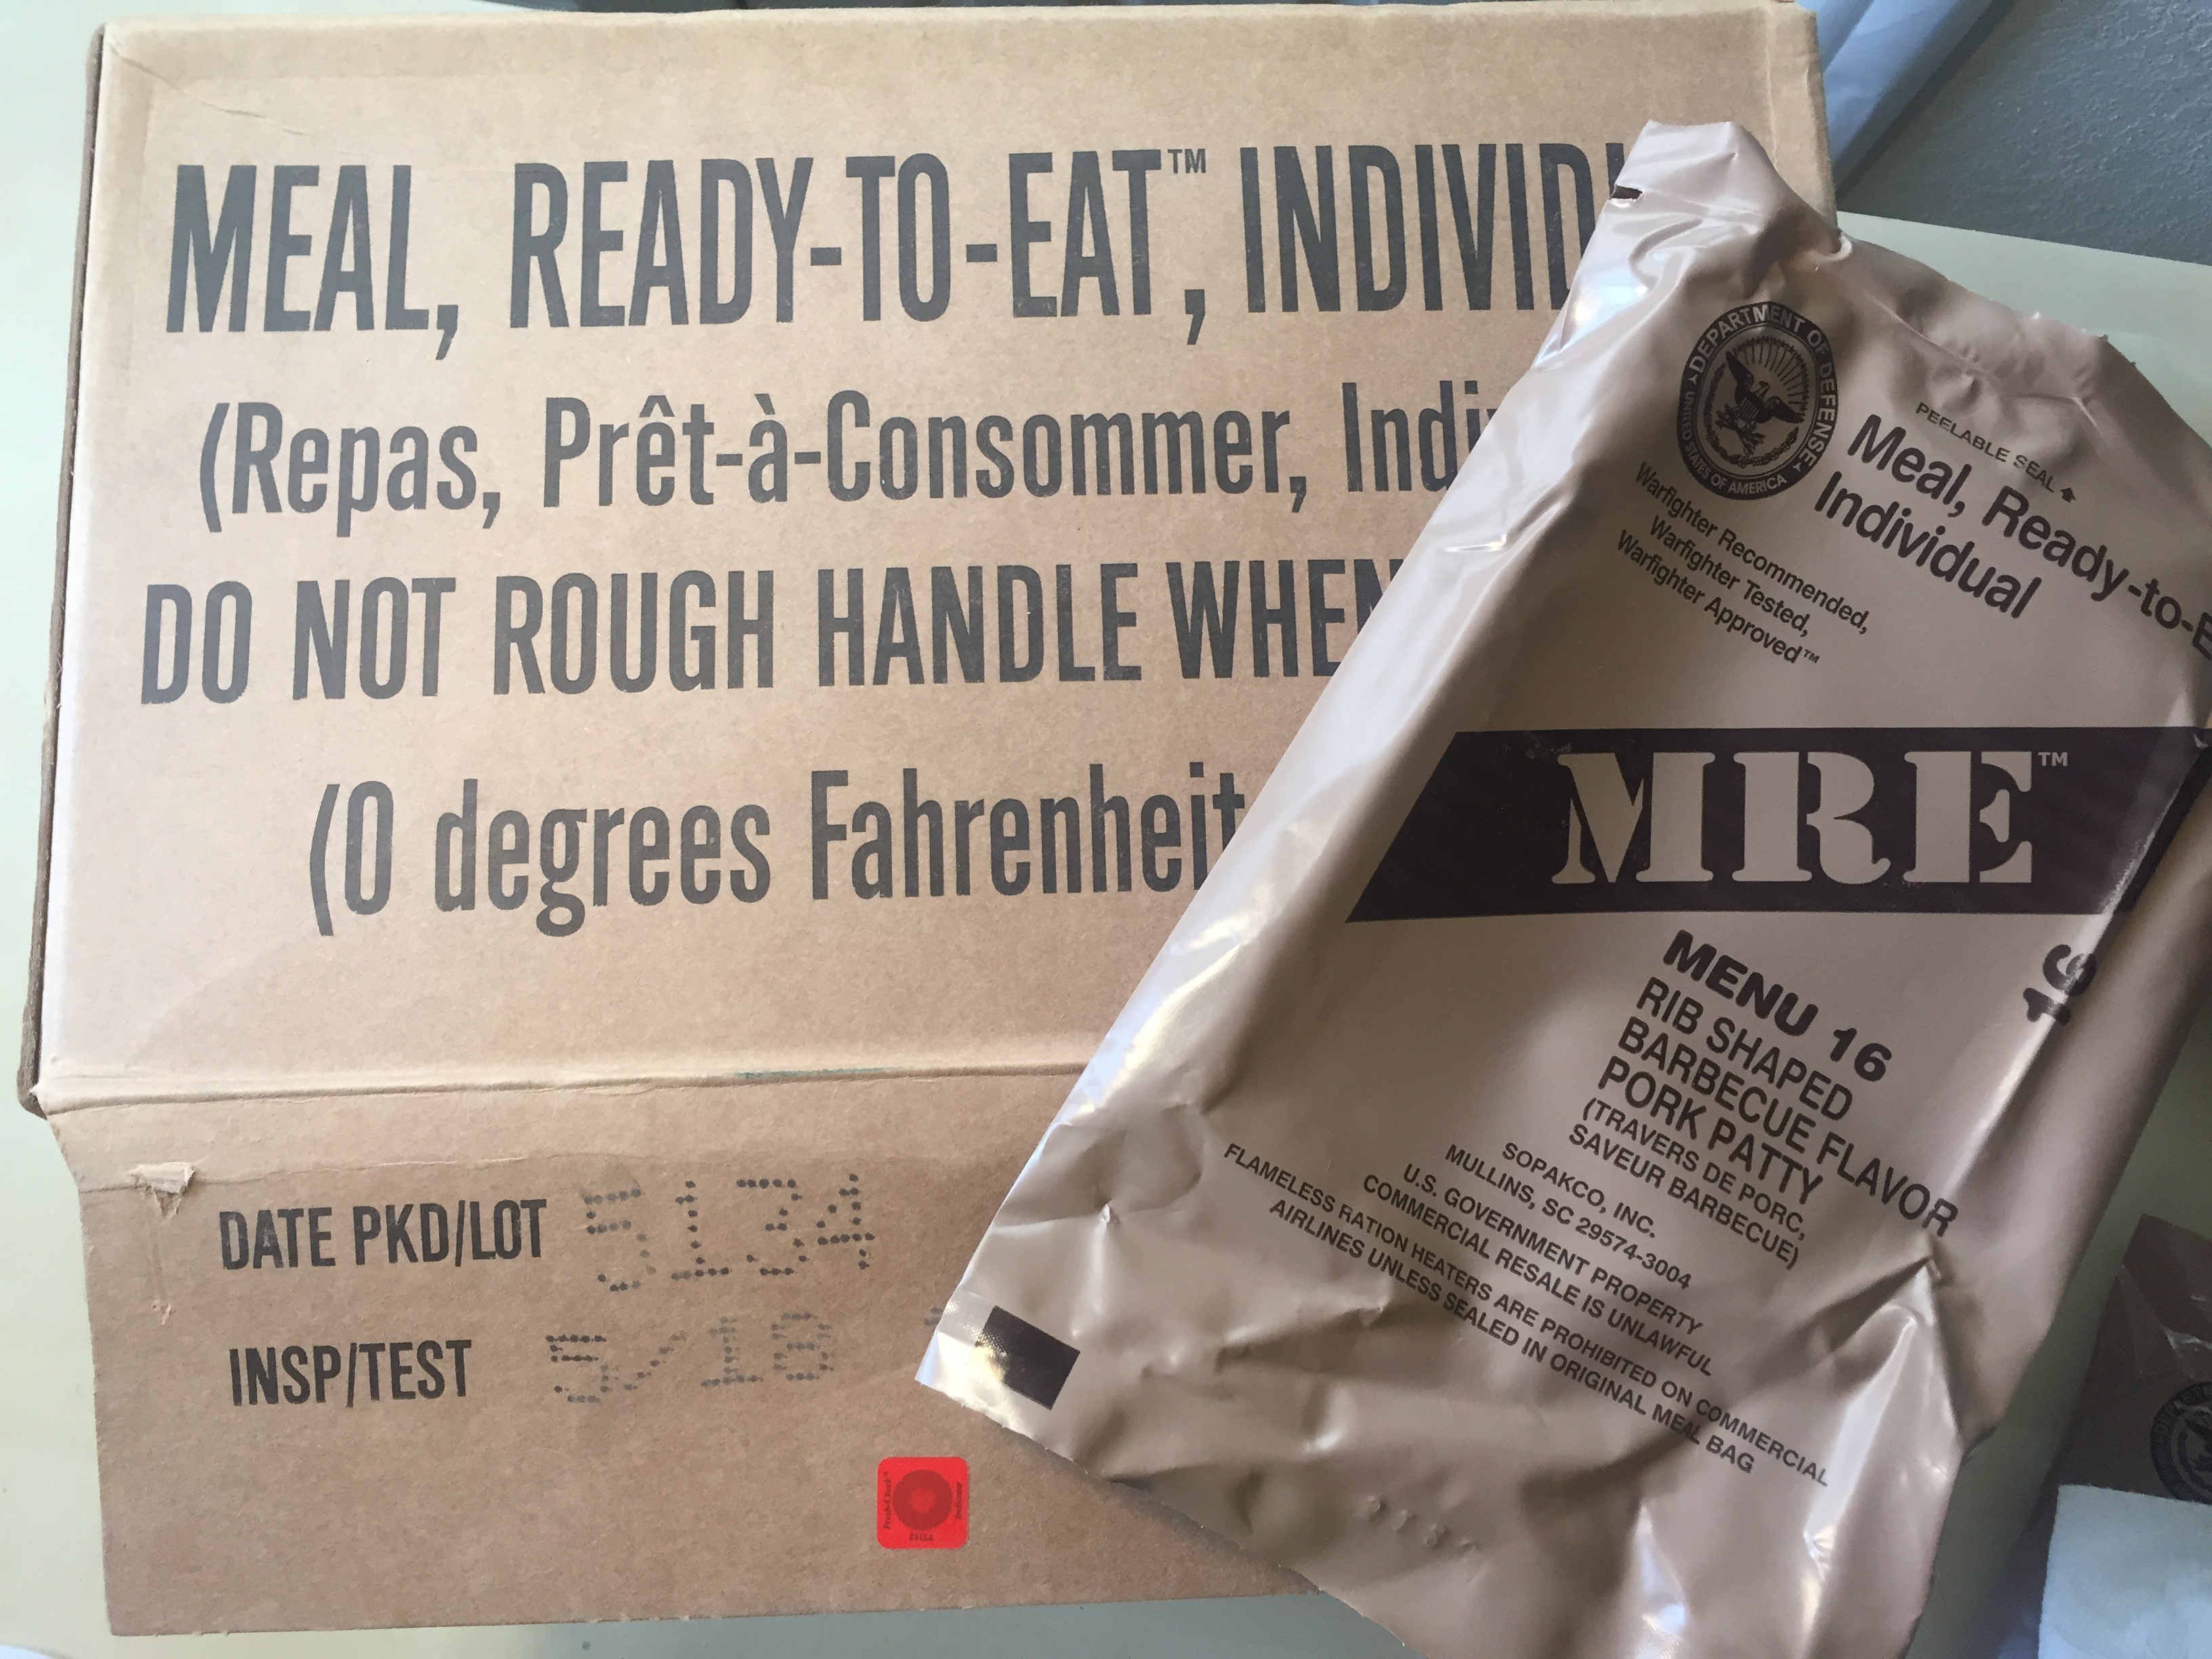 MEAL, READY-TO-EAT™, INDIVID
(Repas, Prêt-à-Consommer, Indi
DO NOT ROUGH HANDLE WHEN
(0 degrees Fahrenheit
DATE PKD/LOT 5134
INSP/TEST 5/18
Fresh-Check®
Indicator
DEPARTMENT OF DEFENSE
UNITED STATES OF AMERICA
PEELABLE SEAL
Meal, Ready-to-E
Individual
Warfighter Recommended,
Warfighter Tested,
Warfighter Approved™
MRE™
MENU 16
RIB SHAPED
BARBECUE FLAVOR
PORK PATTY
(TRAVERS DE PORC,
SAVEUR BARBECUE)
SOPAKCO, INC.
MULLINS, SC 29574-3004
U.S. GOVERNMENT PROPERTY
COMMERCIAL RESALE IS UNLAWFUL
FLAMELESS RATION HEATERS ARE PROHIBITED ON COMMERCIAL
AIRLINES UNLESS SEALED IN ORIGINAL MEAL BAG